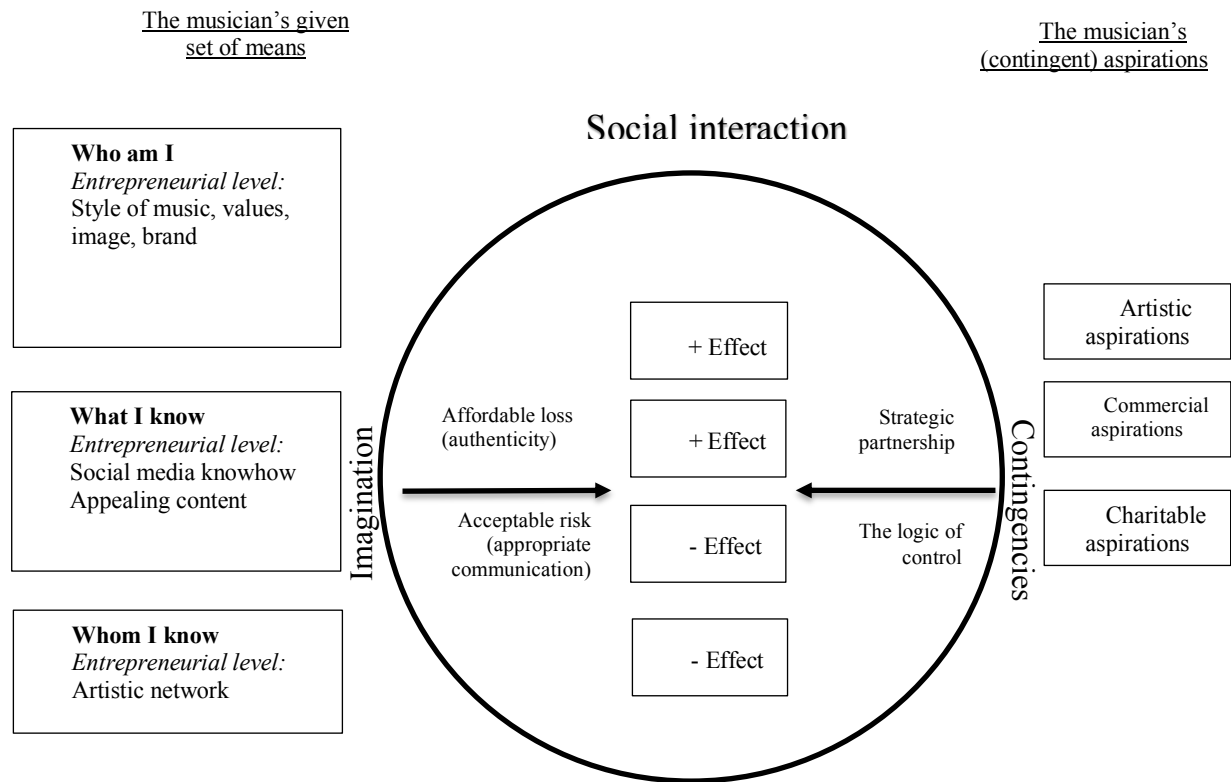 The musician’s given
set of means
The musician’s
(contingent) aspirations
Social interaction
Who am I
Entrepreneurial level:
Style of music, values,
image, brand
What I know
Entrepreneurial level:
Social media knowhow
Appealing content
Whom I know
Entrepreneurial level:
Artistic network
Imagination
Affordable loss
(authenticity)
Acceptable risk
(appropriate
communication)
+ Effect
+ Effect
- Effect
- Effect
Strategic
partnership
The logic of
control
Contingencies
Artistic
aspirations
Commercial
aspirations
Charitable
aspirations